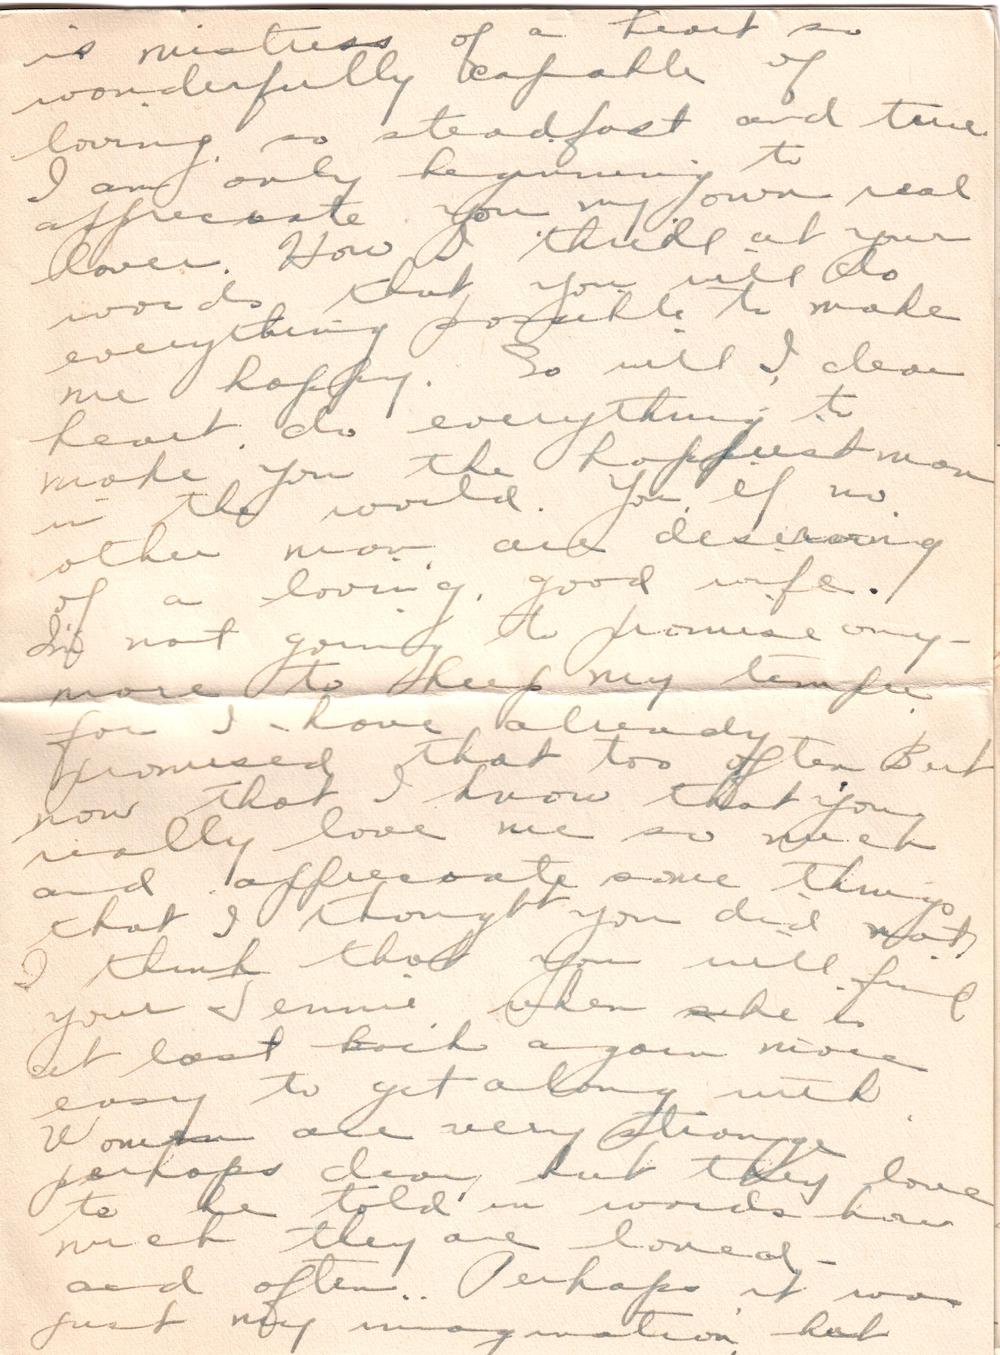 is mistress of a heart so
wonderfully capable of
loving, so steadfast and true.
I am only beginning to
appreciate you my own real
lover. How I thrill at your
words that you will do
everything possible to make
me happy. So will I, dear
heart, do everything to
make you the happiest man
in the world. You, if no
other man, are deserving
of a loving, good wife.
I'm not going to promise any-
more to keep my temper
for I have already
promised that too often But
now that I know that you
really love me so much
and appreciate some things
that I thought you did not,
I think that you will find
your Jennie, when she is
at last back again more
easy to get along with.
Women are very strange
perhaps dear, but they love
to be told in words how
much they are loved -
and often.. Perhaps it was
just my imagination, but